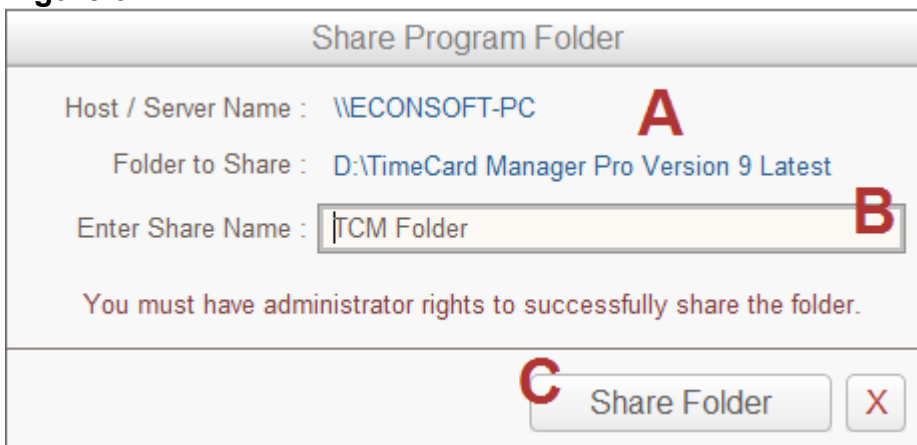 Share Program Folder
Host / Server Name : \\ECONSOFT-PC A
Folder to Share : D:\TimeCard Manager Pro Version 9 Latest
Enter Share Name : TCM Folder B
You must have administrator rights to successfully share the folder.
C Share Folder X